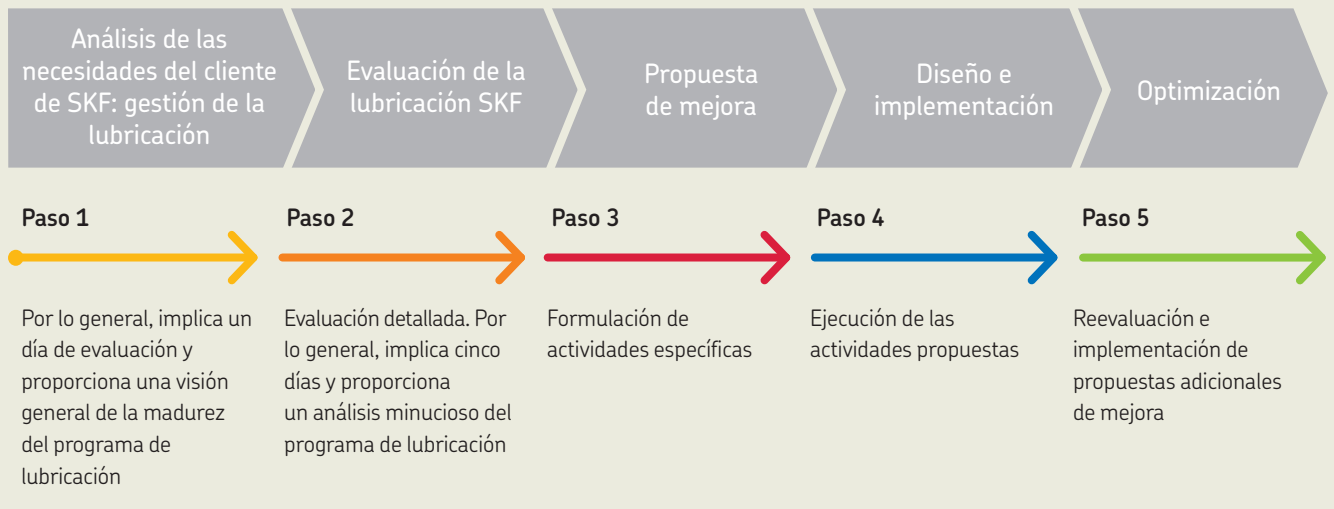 Análisis de las
necesidades del cliente
de SKF: gestión de la
lubricación
Evaluación de la
lubricación SKF
Propuesta
de mejora
Diseño e
implementación
Optimización
Paso 1
Paso 2
Paso 3
Paso 4
Paso 5
Por lo general, implica un
día de evaluación y
proporciona una visión
general de la madurez
del programa de
lubricación
Evaluación detallada. Por
lo general, implica cinco
días y proporciona
un análisis minucioso del
programa de lubricación
Formulación de
actividades específicas
Ejecución de las
actividades propuestas
Reevaluación e
implementación de
propuestas adicionales
de mejora